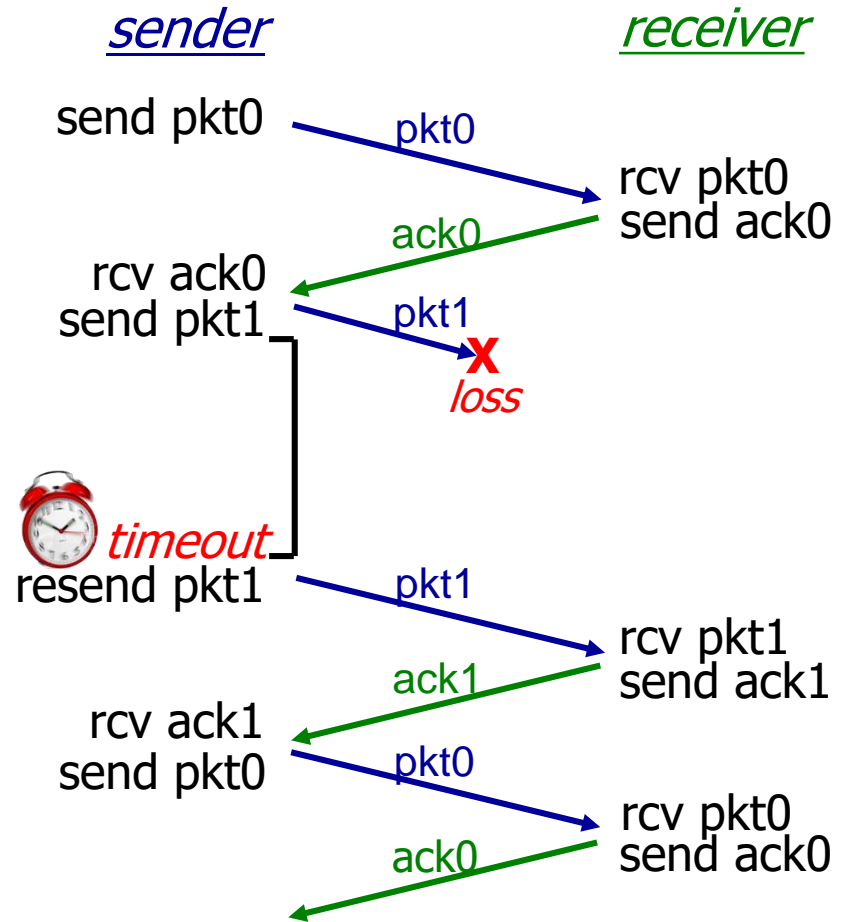 sender
receiver
send pkt0
pkt0
rcv pkt0
send ack0
ack0
rcv ack0
send pkt1
pkt1
X
loss
timeout
resend pkt1
pkt1
rcv pkt1
send ack1
ack1
rcv ack1
send pkt0
pkt0
rcv pkt0
send ack0
ack0